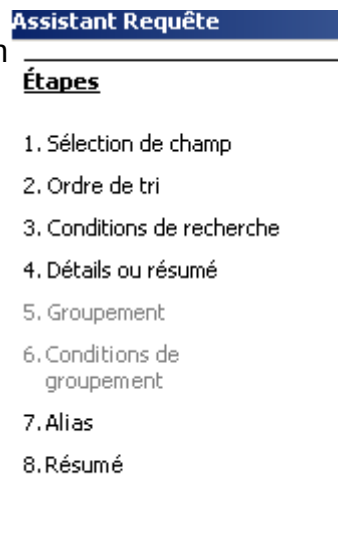 Assistant Requête
Étapes
1. Sélection de champ
2. Ordre de tri
3. Conditions de recherche
4. Détails ou résumé
5. Groupement
6. Conditions de
groupement
7. Alias
8. Résumé